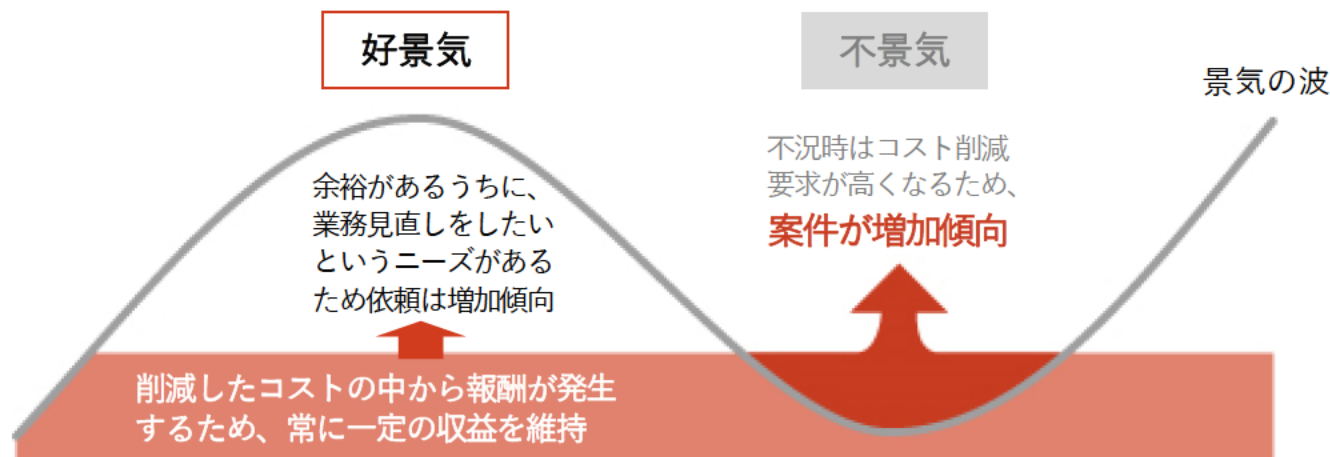 好景気
不景気
景気の波
余裕があるうちに、
業務見直しをしたい
というニーズがある
ため依頼は増加傾向
不況時はコスト削減
要求が高くなるため、
案件が増加傾向
削減したコストの中から報酬が発生
するため、常に一定の収益を維持